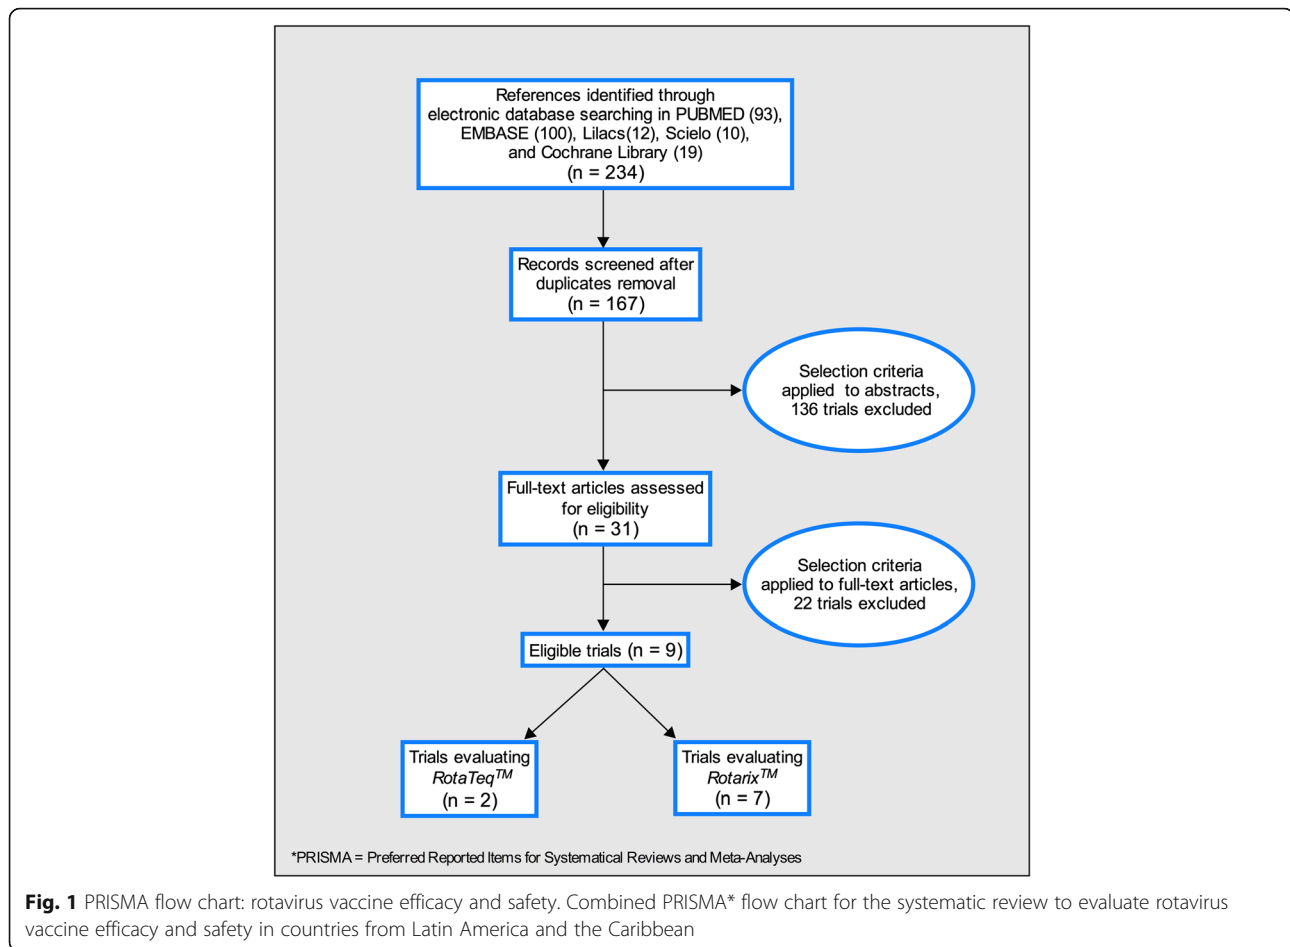 References identified through
electronic database searching in PUBMED (93),
EMBASE (100), Lilacs(12), Scielo (10),
and Cochrane Library (19)
(n = 234)
Records screened after
duplicates removal
(n = 167)
Selection criteria
applied to abstracts,
136 trials excluded
Full-text articles assessed
for eligibility
(n = 31)
Selection criteria
applied to full-text articles,
22 trials excluded
Eligible trials (n = 9)
Trials evaluating
RotaTeq™
(n = 2)
Trials evaluating
Rotarix™
(n = 7)
*PRISMA = Preferred Reported Items for Systematical Reviews and Meta-Analyses
Fig. 1 PRISMA flow chart: rotavirus vaccine efficacy and safety. Combined PRISMA* flow chart for the systematic review to evaluate rotavirus
vaccine efficacy and safety in countries from Latin America and the Caribbean